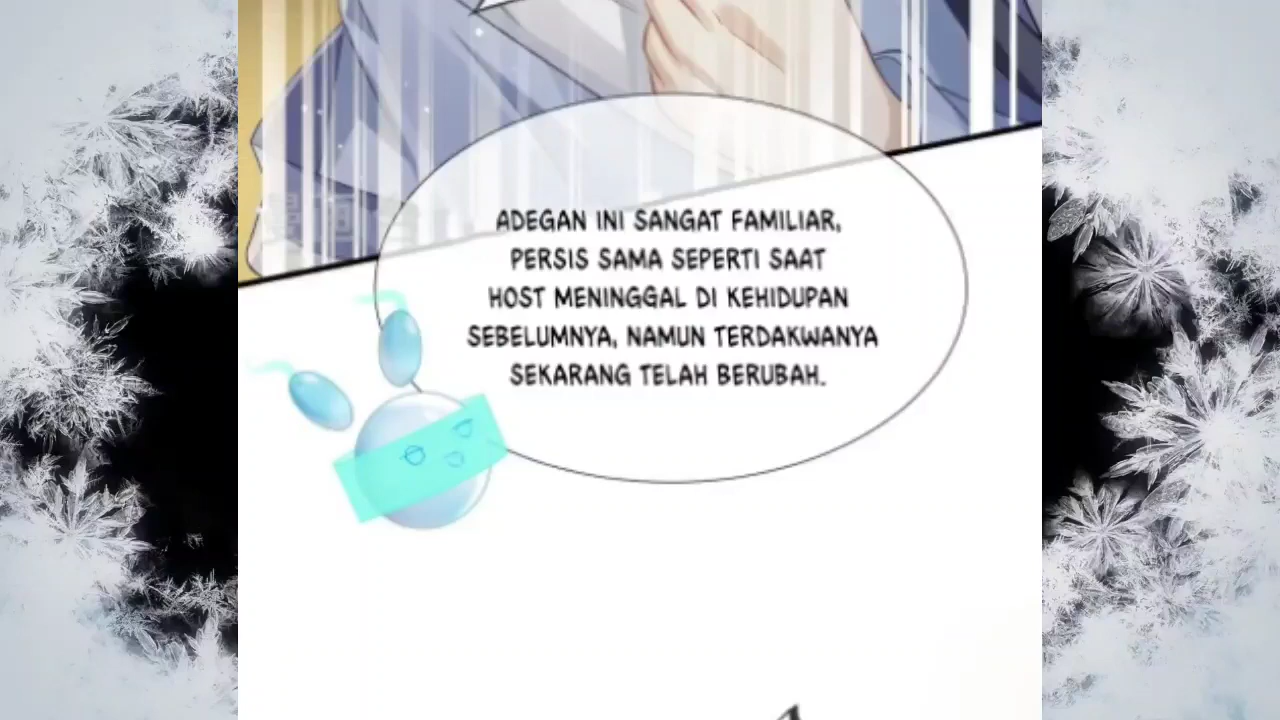 ADEGAN INI SANGAT FAMILIAR,
PERSIS SAMA SEPERTI SAAT
HOST MENINGGAL DI KEHIDUPAN
SEBELUMNYA, NAMUN TERDAKWANYA
SEKARANG TELAH BERUBAH.